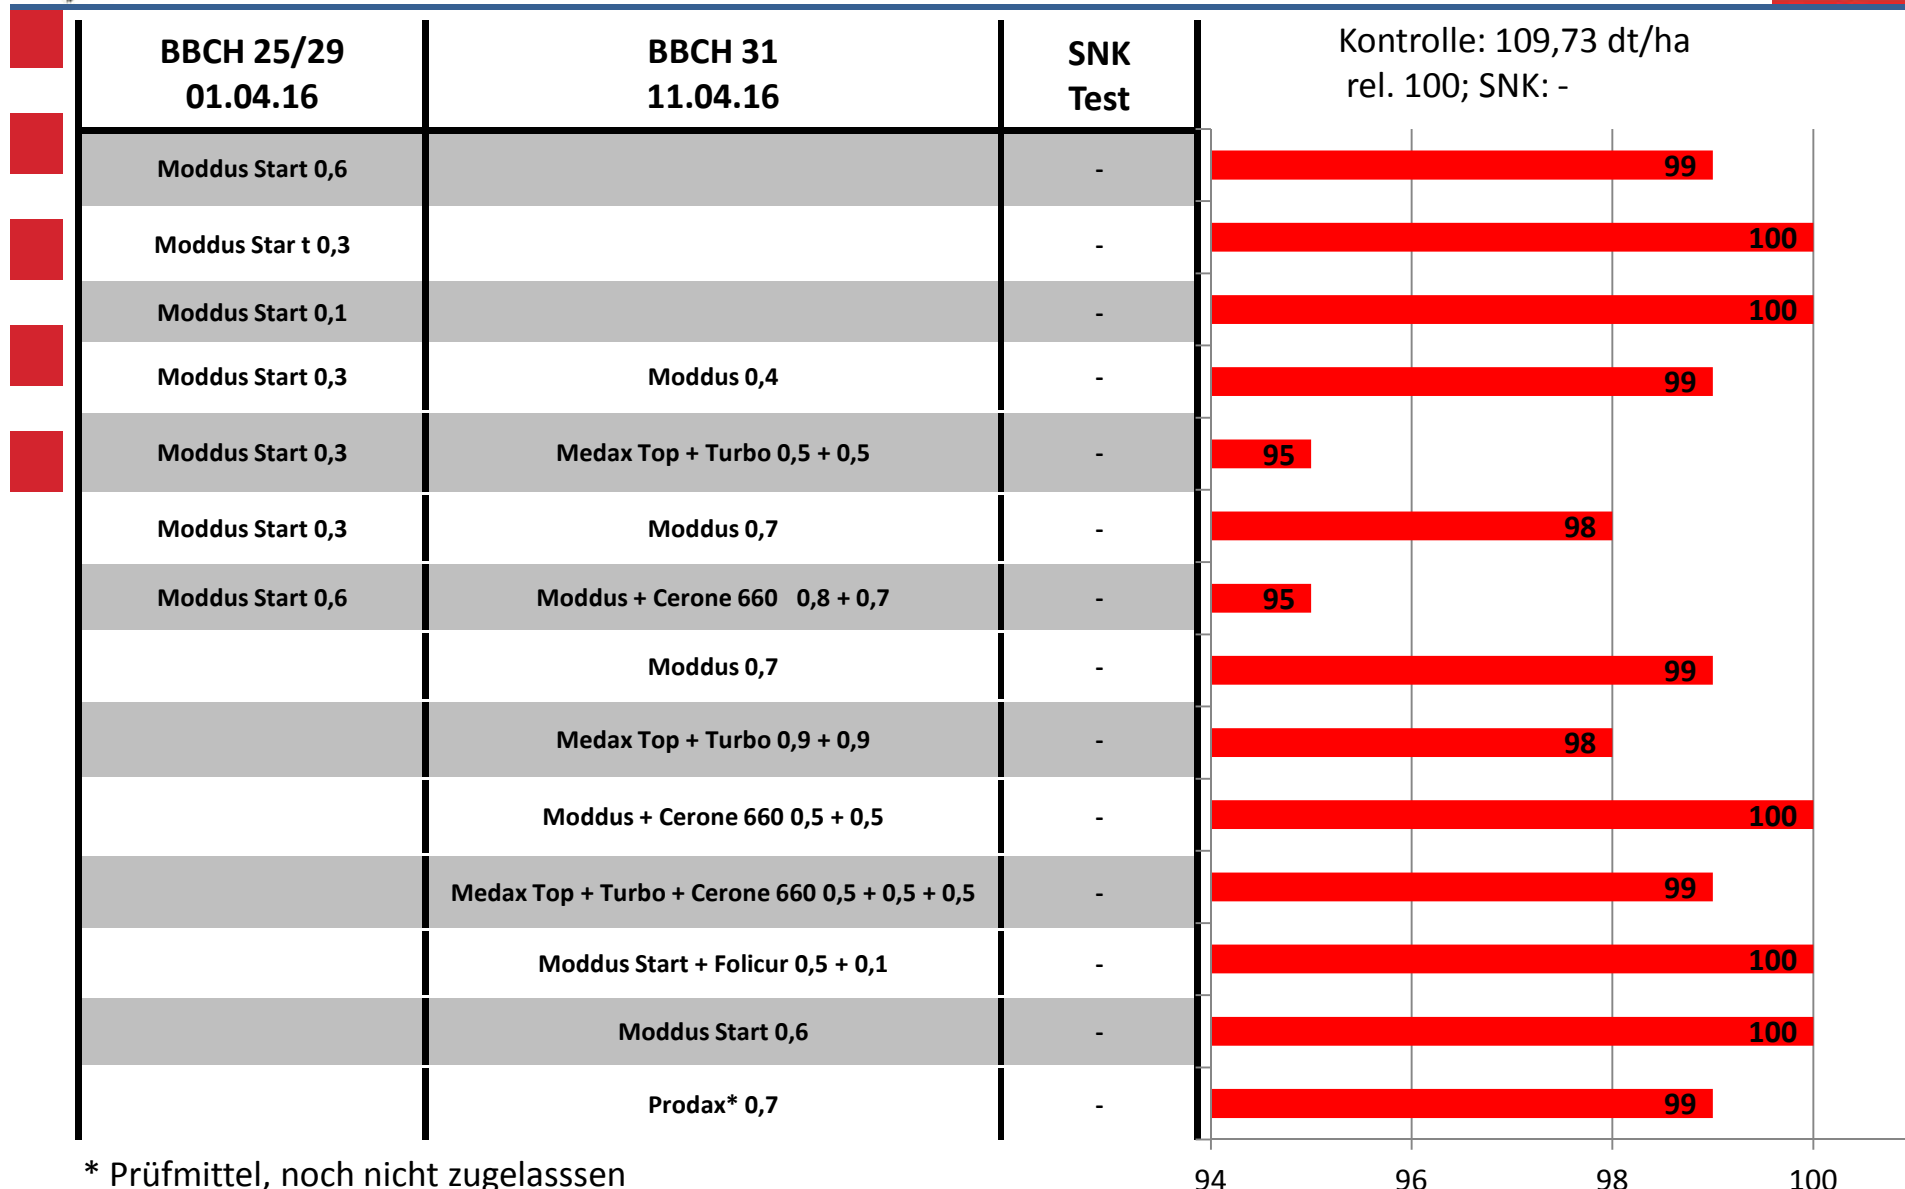 BBCH 25/29
01.04.16
BBCH 31
11.04.16
SNK
Test
Kontrolle: 109,73 dt/ha
rel. 100; SNK: -
Moddus Start 0,6 - 99
Moddus Star t 0,3 - 100
Moddus Start 0,1 - 100
Moddus Start 0,3 Moddus 0,4 - 99
Moddus Start 0,3 Medax Top + Turbo 0,5 + 0,5 - 95
Moddus Start 0,3 Moddus 0,7 - 98
Moddus Start 0,6 Moddus + Cerone 660 0,8 + 0,7 - 95
Moddus 0,7 - 99
Medax Top + Turbo 0,9 + 0,9 - 98
Moddus + Cerone 660 0,5 + 0,5 - 100
Medax Top + Turbo + Cerone 660 0,5 + 0,5 + 0,5 - 99
Moddus Start + Folicur 0,5 + 0,1 - 100
Moddus Start 0,6 - 100
Prodax* 0,7 - 99
* Prüfmittel, noch nicht zugelasssen
94 96 98 100